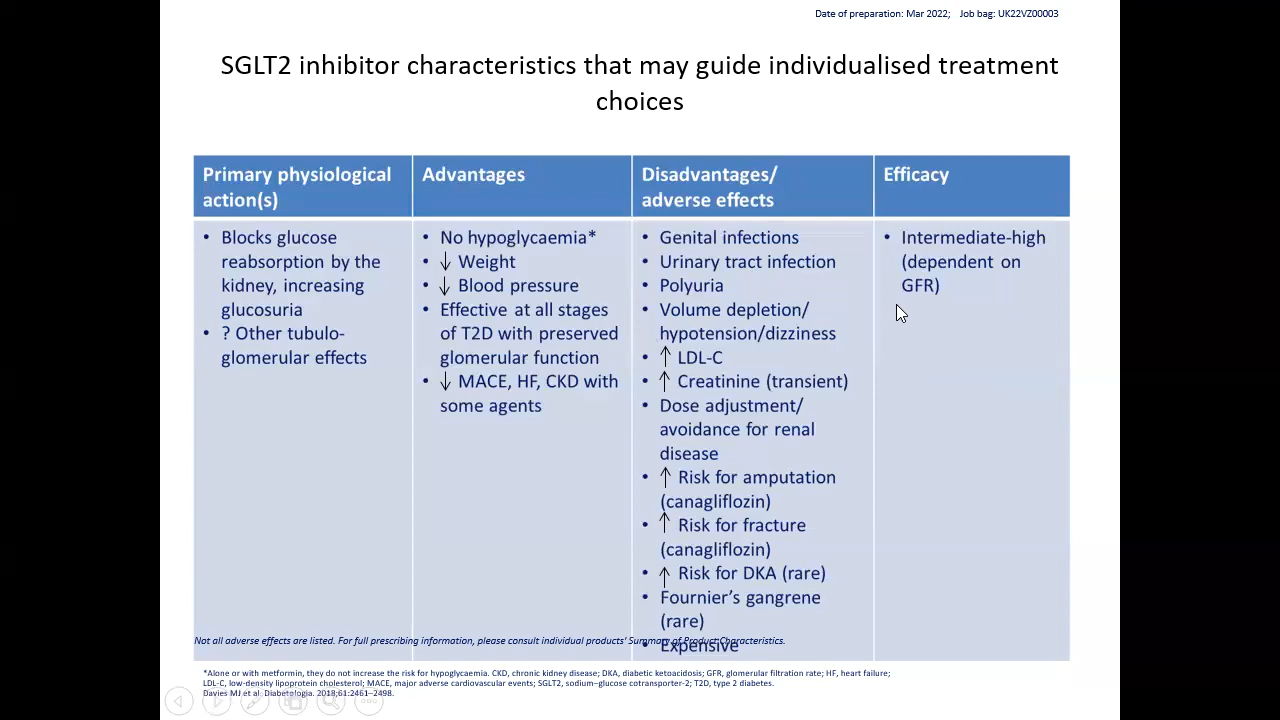 Date of preparation: Mar 2022; Job bag: UK22VZ00003
SGLT2 inhibitor characteristics that may guide individualised treatment
choices
Primary physiological
action(s)
Advantages
Disadvantages/
adverse effects
Efficacy
• Blocks glucose
reabsorption by the
kidney, increasing
glucosuria
• ? Other tubulo-
glomerular effects
• No hypoglycaemia*
• ↓ Weight
• ↓ Blood pressure
• Effective at all stages
of T2D with preserved
glomerular function
• ↓ MACE, HF, CKD with
some agents
• Genital infections
• Urinary tract infection
• Polyuria
• Volume depletion/
hypotension/dizziness
• ↑ LDL-C
• ↑ Creatinine (transient)
• Dose adjustment/
avoidance for renal
disease
• ↑ Risk for amputation
(canagliflozin)
• ↑ Risk for fracture
(canagliflozin)
• ↑ Risk for DKA (rare)
• Fournier’s gangrene
(rare)
• Expensive
• Intermediate-high
(dependent on
GFR)
Not all adverse effects are listed. For full prescribing information, please consult individual products' Summary of Product Characteristics.
*Alone or with metformin, they do not increase the risk for hypoglycaemia. CKD, chronic kidney disease; DKA, diabetic ketoacidosis; GFR, glomerular filtration rate; HF, heart failure;
LDL-C, low-density lipoprotein cholesterol; MACE, major adverse cardiovascular events; SGLT2, sodium–glucose cotransporter-2; T2D, type 2 diabetes.
Davies MJ et al. Diabetologia. 2018;61:2461–2498.